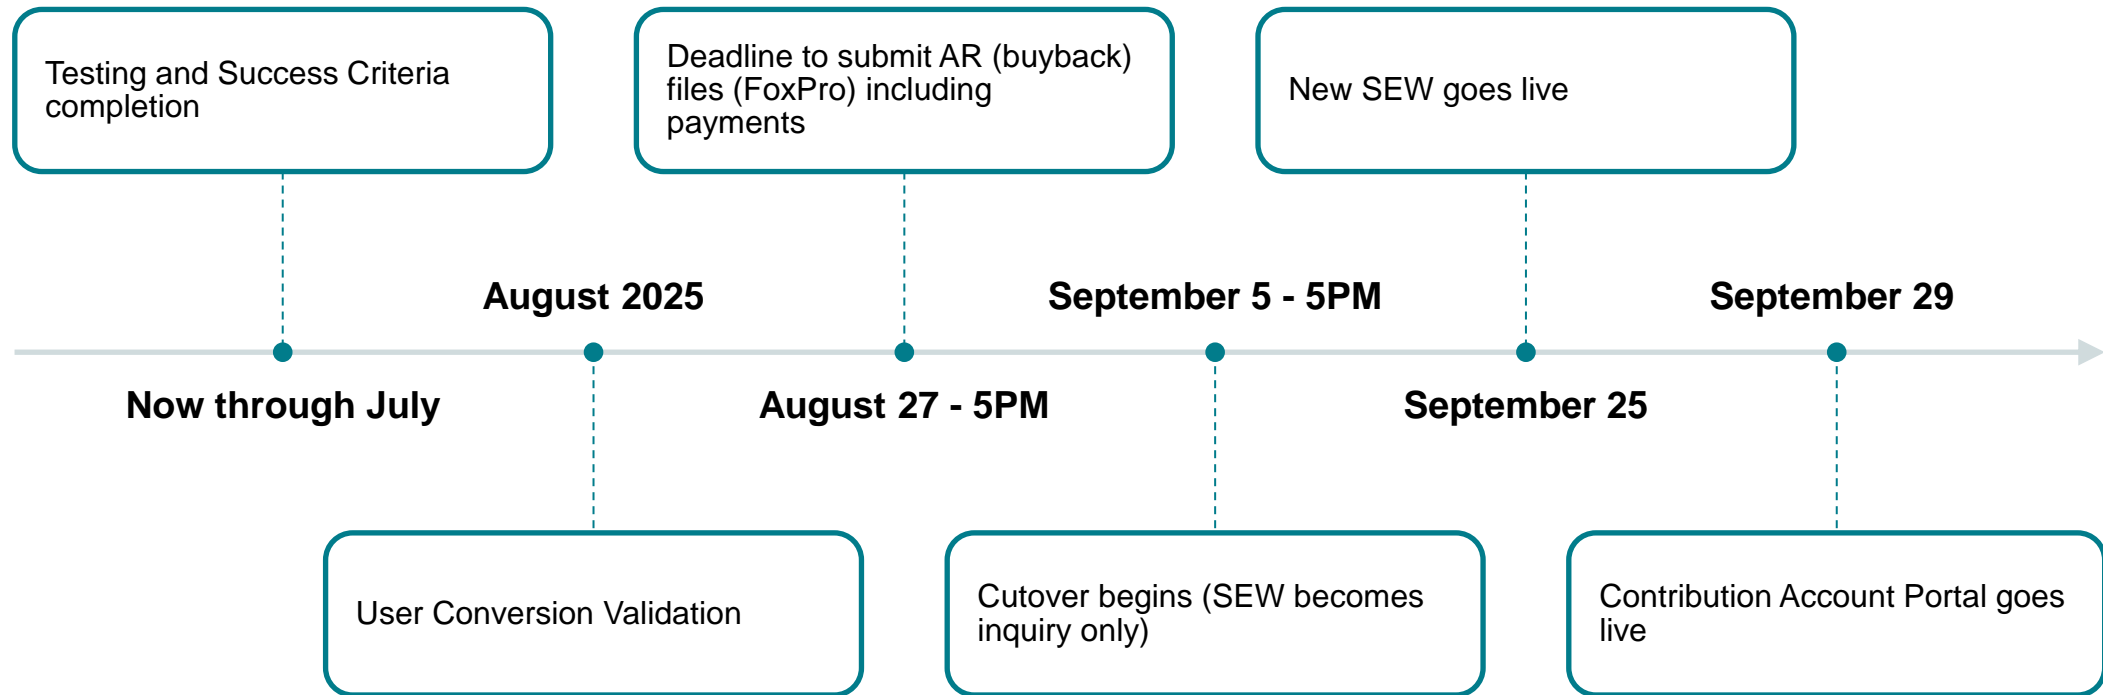 Testing and Success Criteria
completion
Deadline to submit AR (buyback)
files (FoxPro) including
payments
New SEW goes live
August 2025
September 5 - 5PM
September 29
Now through July
August 27 - 5PM
September 25
User Conversion Validation
Cutover begins (SEW becomes
inquiry only)
Contribution Account Portal goes
live